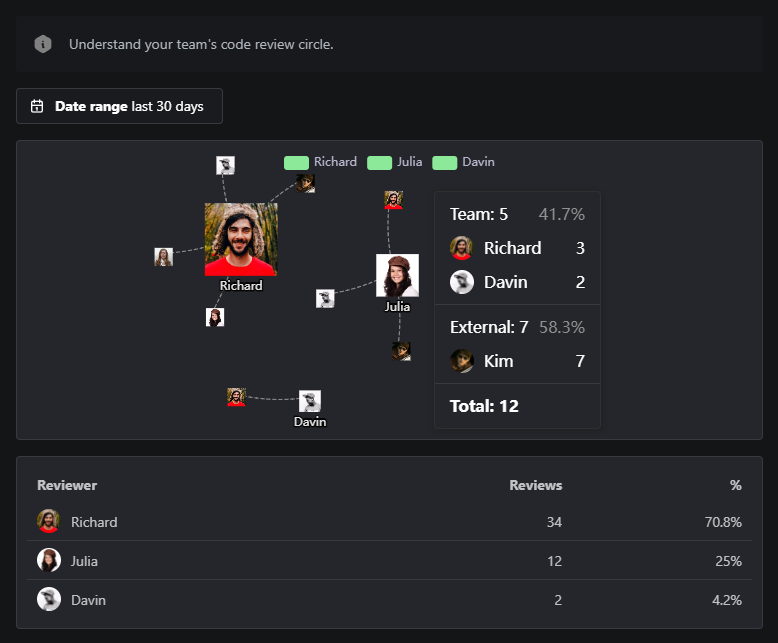 Understand your team's code review circle.
Date range last 30 days
Richard Julia Davin
Richard
Julia
Davin
Team: 5 41.7%
Richard 3
Davin 2
External: 7 58.3%
Kim 7
Total: 12
Reviewer Reviews %
Richard 34 70.8%
Julia 12 25%
Davin 2 4.2%